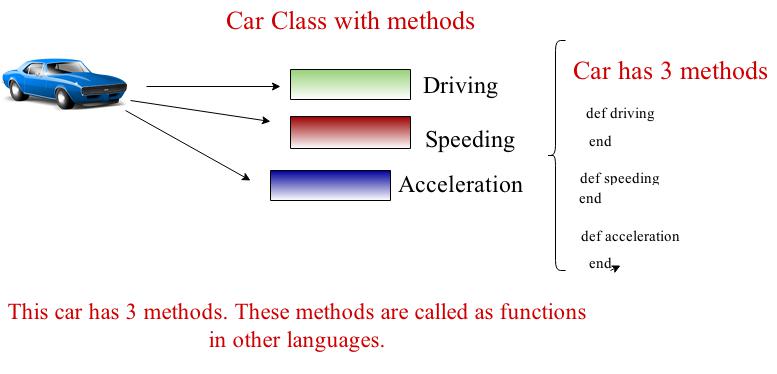 Car Class with methods
Driving
Speeding
Acceleration
Car has 3 methods
def driving
end
def speeding
end
def acceleration
end
This car has 3 methods. These methods are called as functions
in other languages.